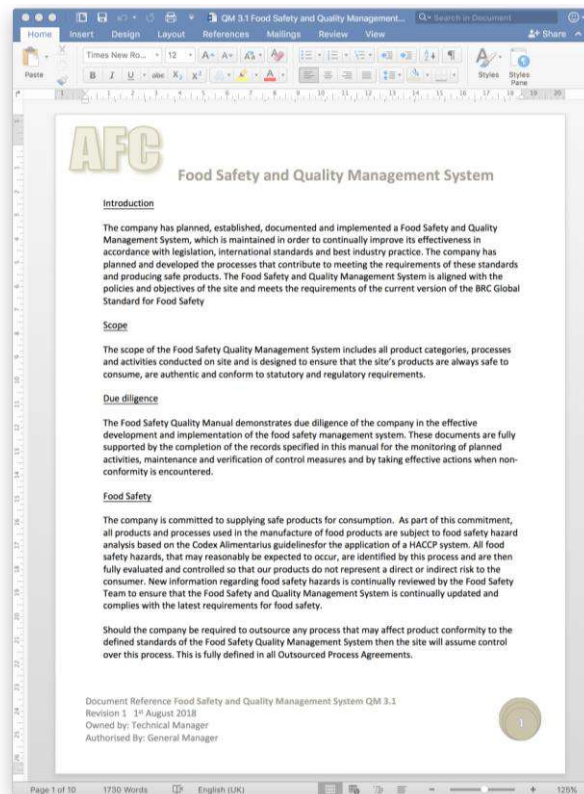 QM 3.1 Food Safety and Quality Management...
Search in Document
Home Insert Design Layout References Mailings Review View Share
Paste
Times New Ro... 12
B I U abc X₂ X²
Styles
Styles Pane
AFC
Food Safety and Quality Management System
Introduction
The company has planned, established, documented and implemented a Food Safety and Quality
Management System, which is maintained in order to continually improve its effectiveness in
accordance with legislation, international standards and best industry practice. The company has
planned and developed the processes that contribute to meeting the requirements of these standards
and producing safe products. The Food Safety and Quality Management System is aligned with the
policies and objectives of the site and meets the requirements of the current version of the BRC Global
Standard for Food Safety
Scope
The scope of the Food Safety Quality Management System includes all product categories, processes
and activities conducted on site and is designed to ensure that the site's products are always safe to
consume, are authentic and conform to statutory and regulatory requirements.
Due diligence
The Food Safety Quality Manual demonstrates due diligence of the company in the effective
development and implementation of the food safety management system. These documents are fully
supported by the completion of the records specified in this manual for the monitoring of planned
activities, maintenance and verification of control measures and by taking effective actions when non-
conformity is encountered.
Food Safety
The company is committed to supplying safe products for consumption. As part of this commitment,
all products and processes used in the manufacture of food products are subject to food safety hazard
analysis based on the Codex Alimentarius guidelinesfor the application of a HACCP system. All food
safety hazards, that may reasonably be expected to occur, are identified by this process and are then
fully evaluated and controlled so that our products do not represent a direct or indirect risk to the
consumer. New information regarding food safety hazards is continually reviewed by the Food Safety
Team to ensure that the Food Safety and Quality Management System is continually updated and
complies with the latest requirements for food safety.
Should the company be required to outsource any process that may affect product conformity to the
defined standards of the Food Safety Quality Management System then the site will assume control
over this process. This is fully defined in all Outsourced Process Agreements.
Document Reference Food Safety and Quality Management System QM 3.1
Revision 1 1st August 2018
Owned by: Technical Manager
Authorised By: General Manager
1
Page 1 of 10 1730 Words English (UK) 125%